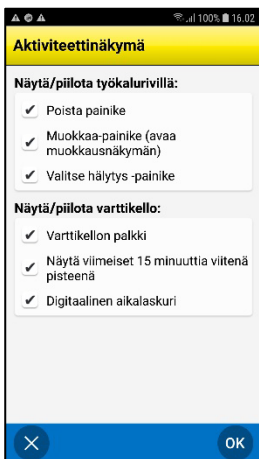 100% 16.02
Aktiviteettinäkymä
Näytä/piilota työkalurivillä:
Poista painike
Muokkaa-painike (avaa
muokkausnäkymän)
Valitse hälytys -painike
Näytä/piilota varttikello:
Varttikellon palkki
Näytä viimeiset 15 minuuttia viitenä
pisteenä
Digitaalinen aikalaskuri
OK